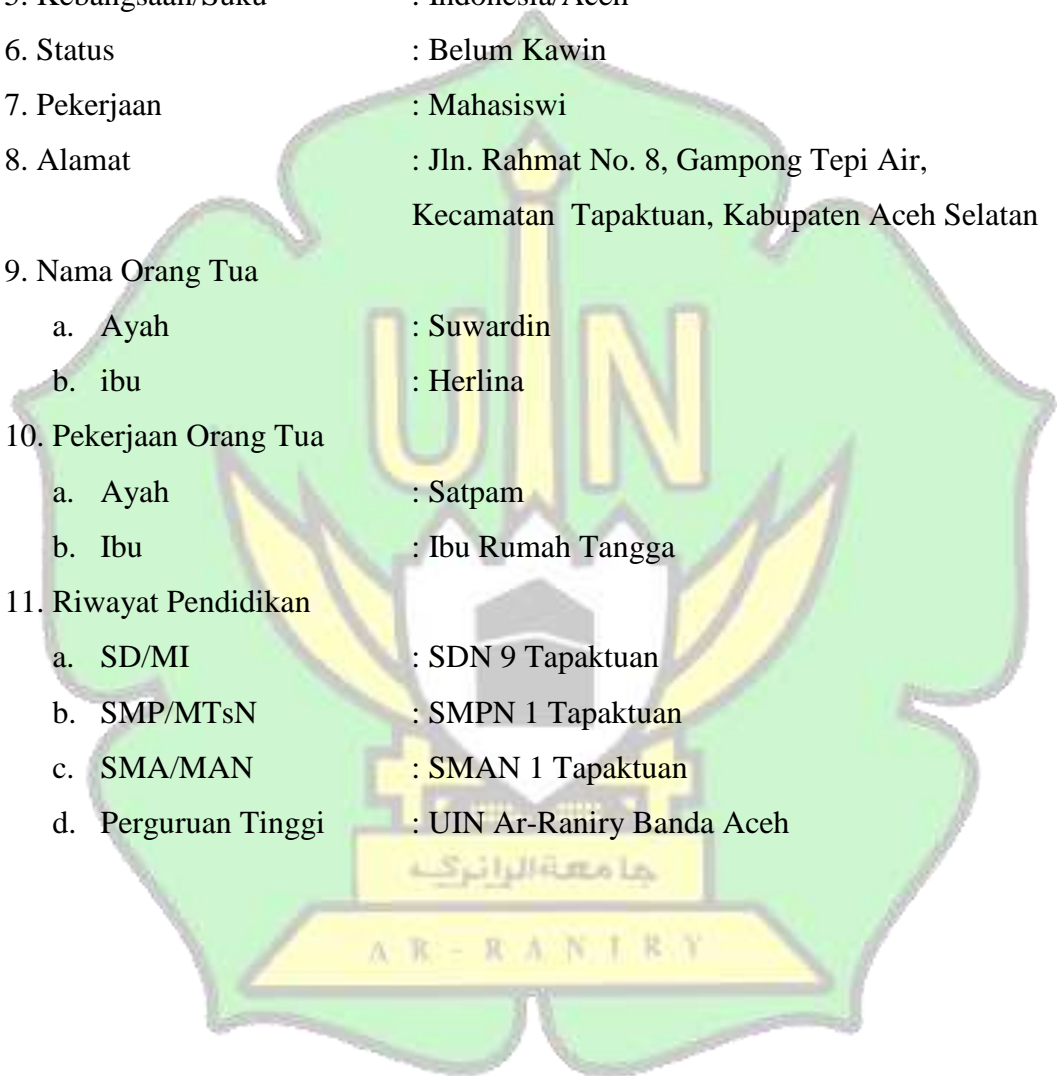 5. Kebangsaan/Suku : Indonesia/Aceh
6. Status : Belum Kawin
7. Pekerjaan : Mahasiswi
8. Alamat : Jln. Rahmat No. 8, Gampong Tepi Air,
Kecamatan Tapaktuan, Kabupaten Aceh Selatan
9. Nama Orang Tua
a. Ayah : Suwardin
b. ibu : Herlina
10. Pekerjaan Orang Tua
a. Ayah : Satpam
b. Ibu : Ibu Rumah Tangga
11. Riwayat Pendidikan
a. SD/MI : SDN 9 Tapaktuan
b. SMP/MTsN : SMPN 1 Tapaktuan
c. SMA/MAN : SMAN 1 Tapaktuan
d. Perguruan Tinggi : UIN Ar-Raniry Banda Aceh
UIN
جامعة الرانري
AR-RANIRY